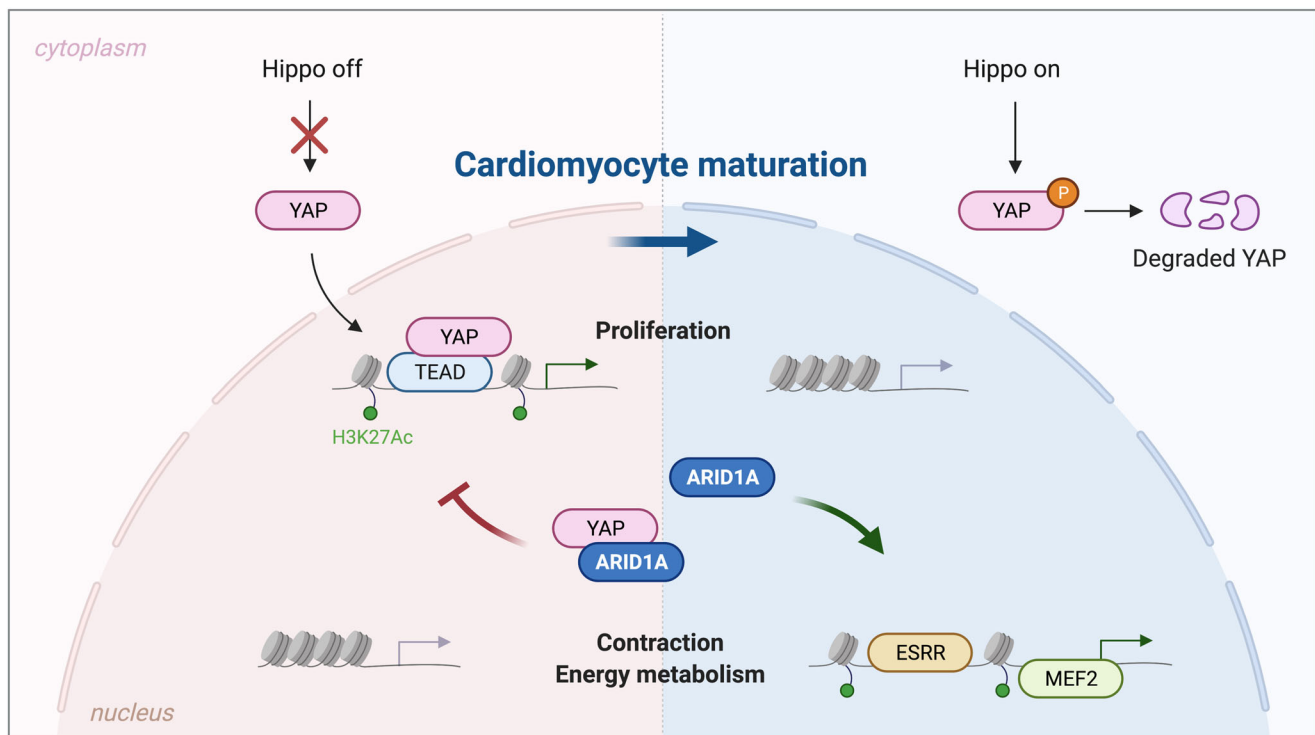 cytoplasm
Hippo off
Hippo on
Cardiomyocyte maturation
YAP
YAP
P
Degraded YAP
YAP
TEAD
Proliferation
H3K27Ac
ARID1A
YAP
ARID1A
Contraction
Energy metabolism
ESRR
MEF2
nucleus